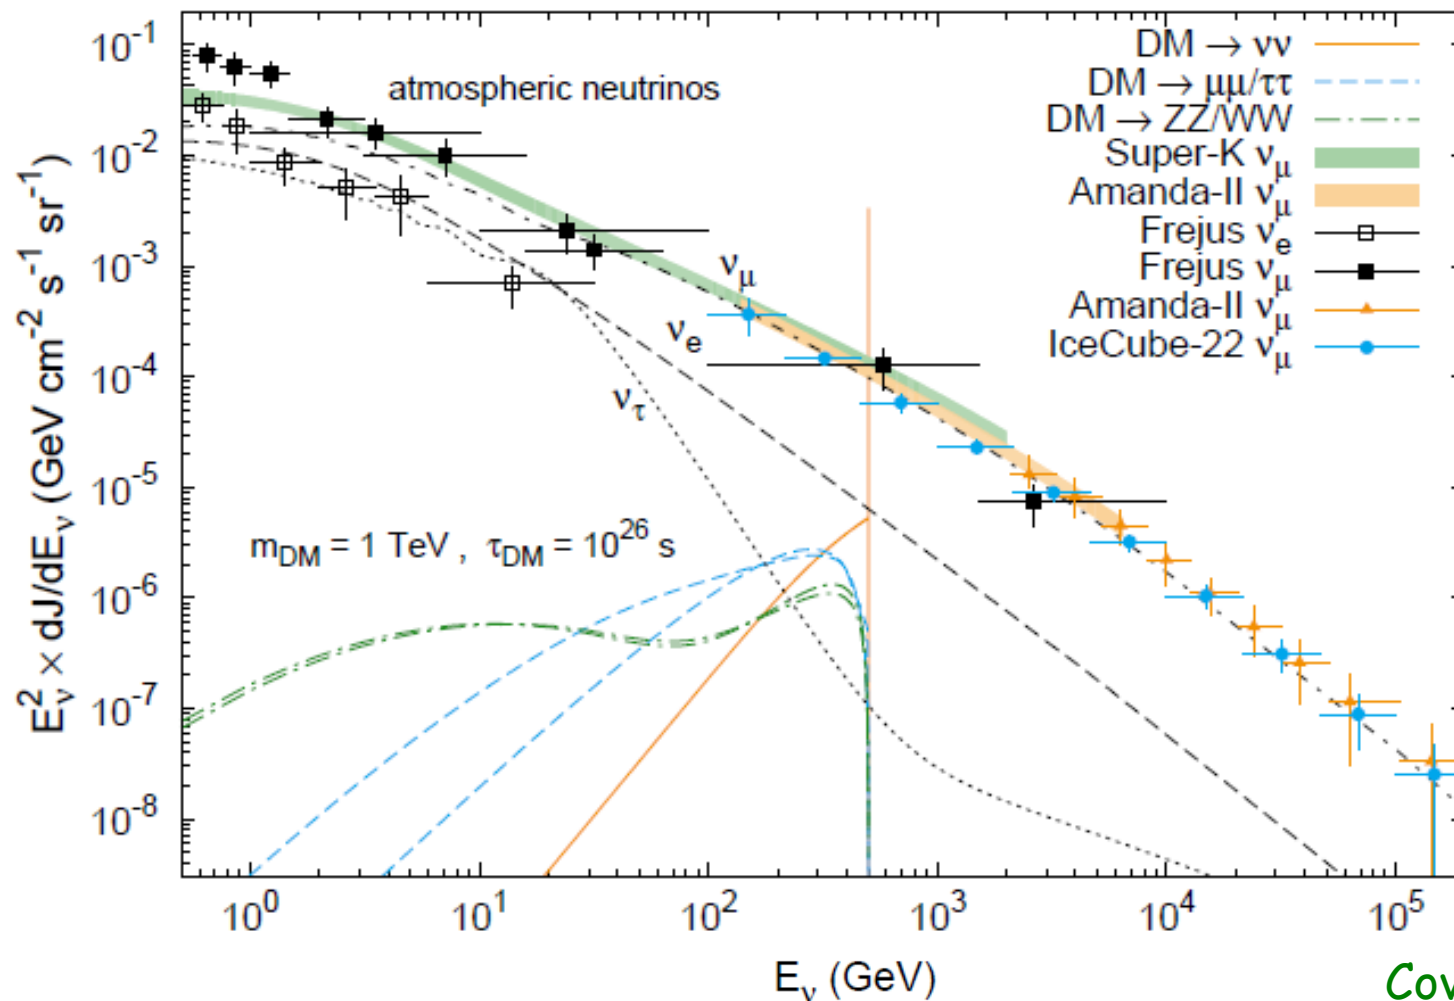 10^-1
10^-2
10^-3
10^-4
10^-5
10^-6
10^-7
10^-8
E_ν^2 × dJ/dE_ν (GeV cm^-2 s^-1 sr^-1)
atmospheric neutrinos
DM → νν
DM → μμ/ττ
DM → ZZ/WW
Super-K ν_μ
Amanda-II ν_μ
Frejus ν_e
Frejus ν_μ
Amanda-II ν_μ
IceCube-22 ν_μ
ν_μ
ν_e
ν_τ
m_DM = 1 TeV , τ_DM = 10^26 s
10^0 10^1 10^2 10^3 10^4 10^5
E_ν (GeV)
Cov